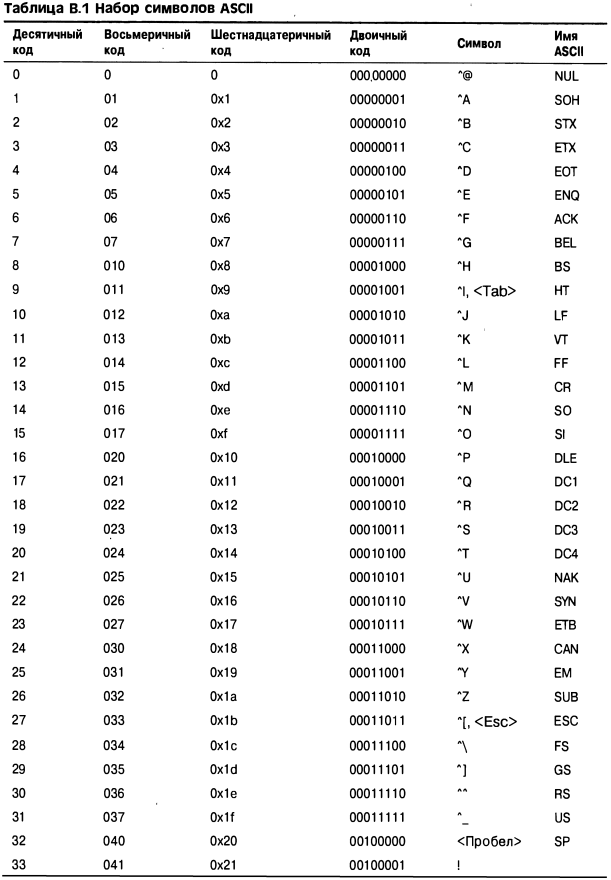 Таблица В.1 Набор символов ASCII
Десятичный код Восьмеричный код Шестнадцатеричный код Двоичный код Символ Имя ASCII
0 0 0 00000000 ^@ NUL
1 01 0x1 00000001 ^A SOH
2 02 0x2 00000010 ^B STX
3 03 0x3 00000011 ^C ETX
4 04 0x4 00000100 ^D EOT
5 05 0x5 00000101 ^E ENQ
6 06 0x6 00000110 ^F ACK
7 07 0x7 00000111 ^G BEL
8 010 0x8 00001000 ^H BS
9 011 0x9 00001001 ^I, <Tab> HT
10 012 0xa 00001010 ^J LF
11 013 0xb 00001011 ^K VT
12 014 0xc 00001100 ^L FF
13 015 0xd 00001101 ^M CR
14 016 0xe 00001110 ^N SO
15 017 0xf 00001111 ^O SI
16 020 0x10 00010000 ^P DLE
17 021 0x11 00010001 ^Q DC1
18 022 0x12 00010010 ^R DC2
19 023 0x13 00010011 ^S DC3
20 024 0x14 00010100 ^T DC4
21 025 0x15 00010101 ^U NAK
22 026 0x16 00010110 ^V SYN
23 027 0x17 00010111 ^W ETB
24 030 0x18 00011000 ^X CAN
25 031 0x19 00011001 ^Y EM
26 032 0x1a 00011010 ^Z SUB
27 033 0x1b 00011011 ^[, <Esc> ESC
28 034 0x1c 00011100 ^\ FS
29 035 0x1d 00011101 ^] GS
30 036 0x1e 00011110 ^^ RS
31 037 0x1f 00011111 ^_ US
32 040 0x20 00100000 <Пробел> SP
33 041 0x21 00100001 !